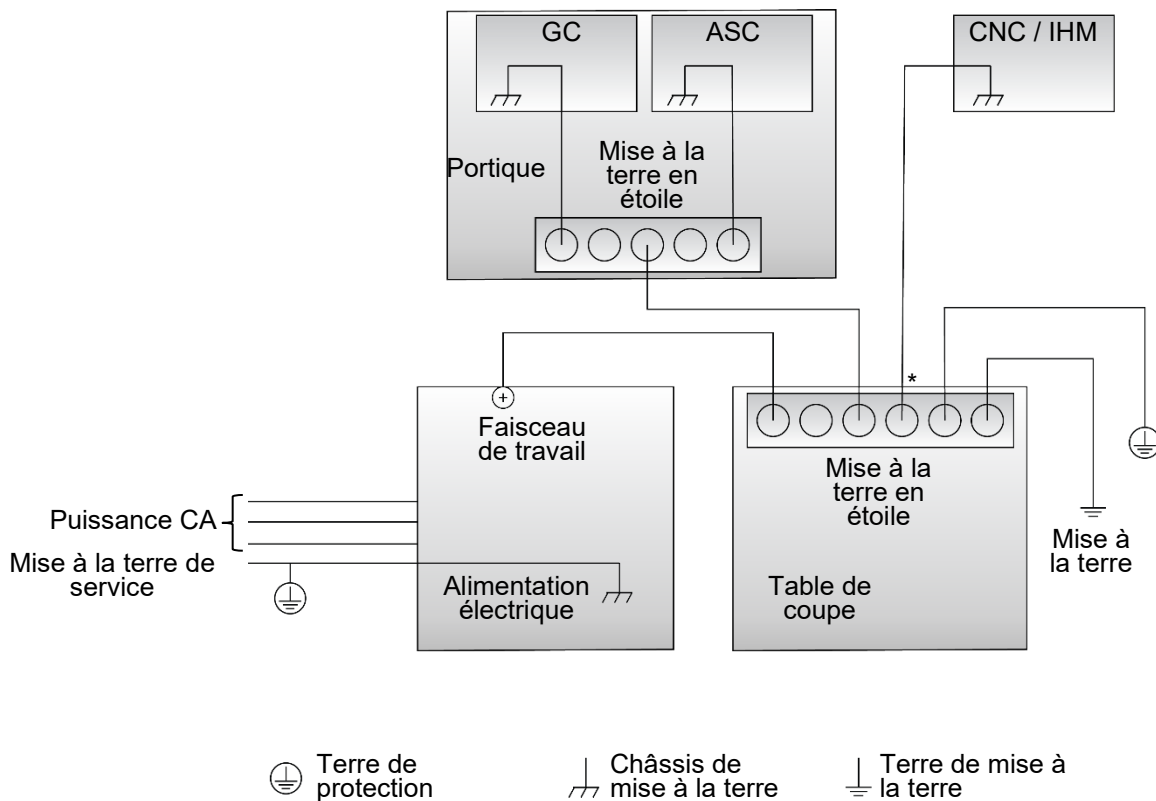 GC
ASC
CNC / IHM
Portique
Mise à la
terre en
étoile
*
+
Faisceau
de travail
Mise à la
terre en
étoile
Puissance CA
Mise à la terre de
service
Alimentation
électrique
Table de
coupe
Mise à
la terre
Terre de
protection
Châssis de
mise à la terre
Terre de mise à
la terre